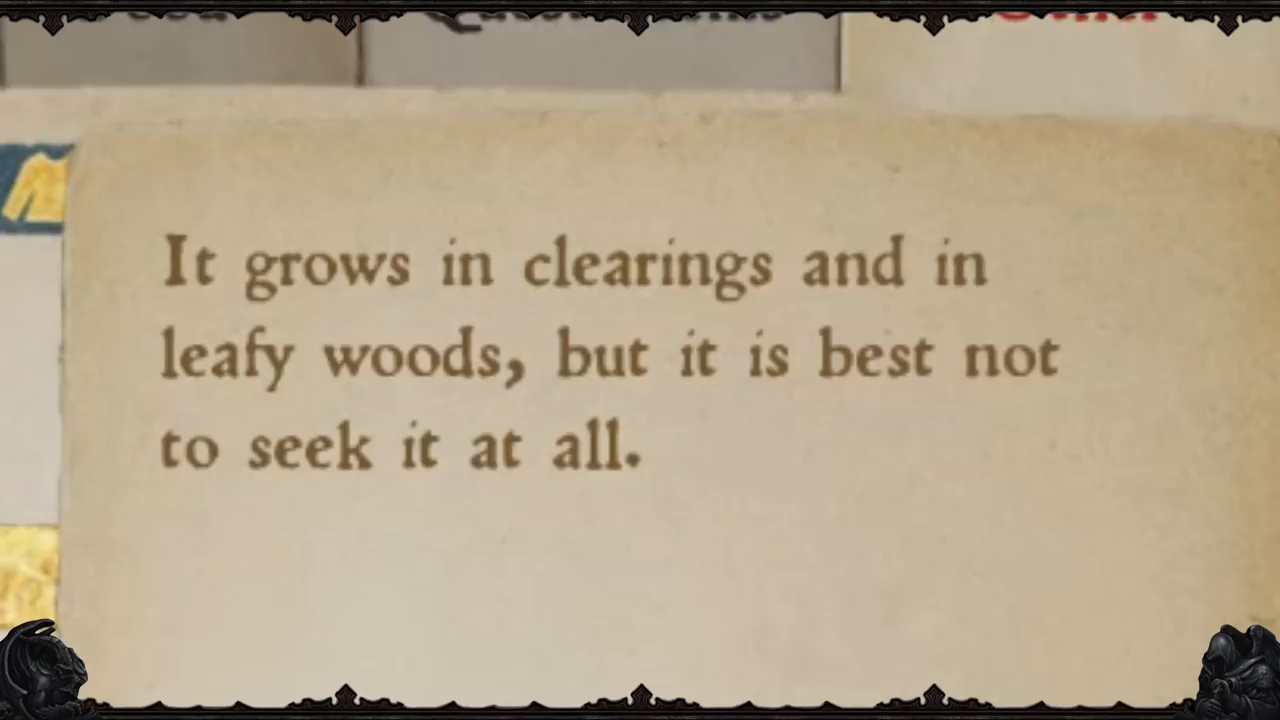 It grows in clearings and in
leafy woods, but it is best not
to seek it at all.